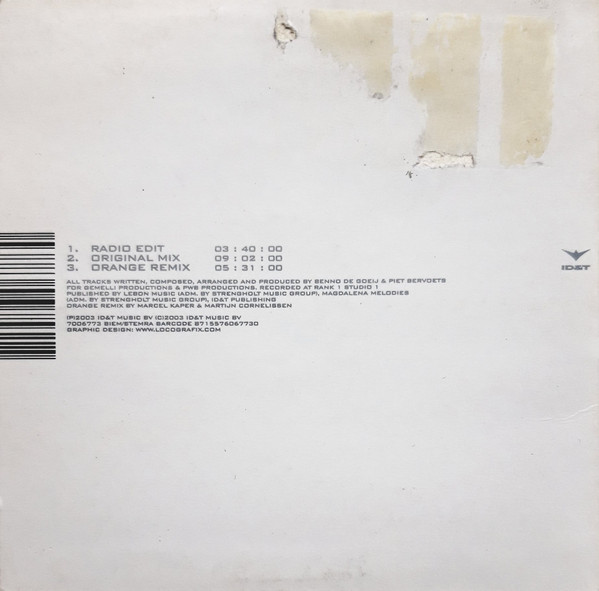 1. RADIO EDIT 03 : 40 : 00
2. ORIGINAL MIX 09 : 02 : 00
3. ORANGE REMIX 05 : 31 : 00
ID&T
ALL TRACKS WRITTEN, COMPOSED, ARRANGED AND PRODUCED BY BENNO DE GOEIJ & PIET BERVOETS
FOR BEMELLI PRODUCTIONS & PWB PRODUCTIONS. RECORDED AT RANK 1 STUDIO 1
PUBLISHED BY LEBON MUSIC (ADM. BY STRENGHOLT MUSIC GROUP), MAGDALENA MELODIES
(ADM. BY STRENGHOLT MUSIC GROUP), ID&T PUBLISHING
ORANGE REMIX BY MARCEL KAPER & MARTIJN CORNELISSEN
(P)2003 ID&T MUSIC BV (C)2003 ID&T MUSIC BV
7006773 BIEM/STEMRA BARCODE 8715576067730
GRAPHIC DESIGN: WWW.LOCOGRAFIX.COM